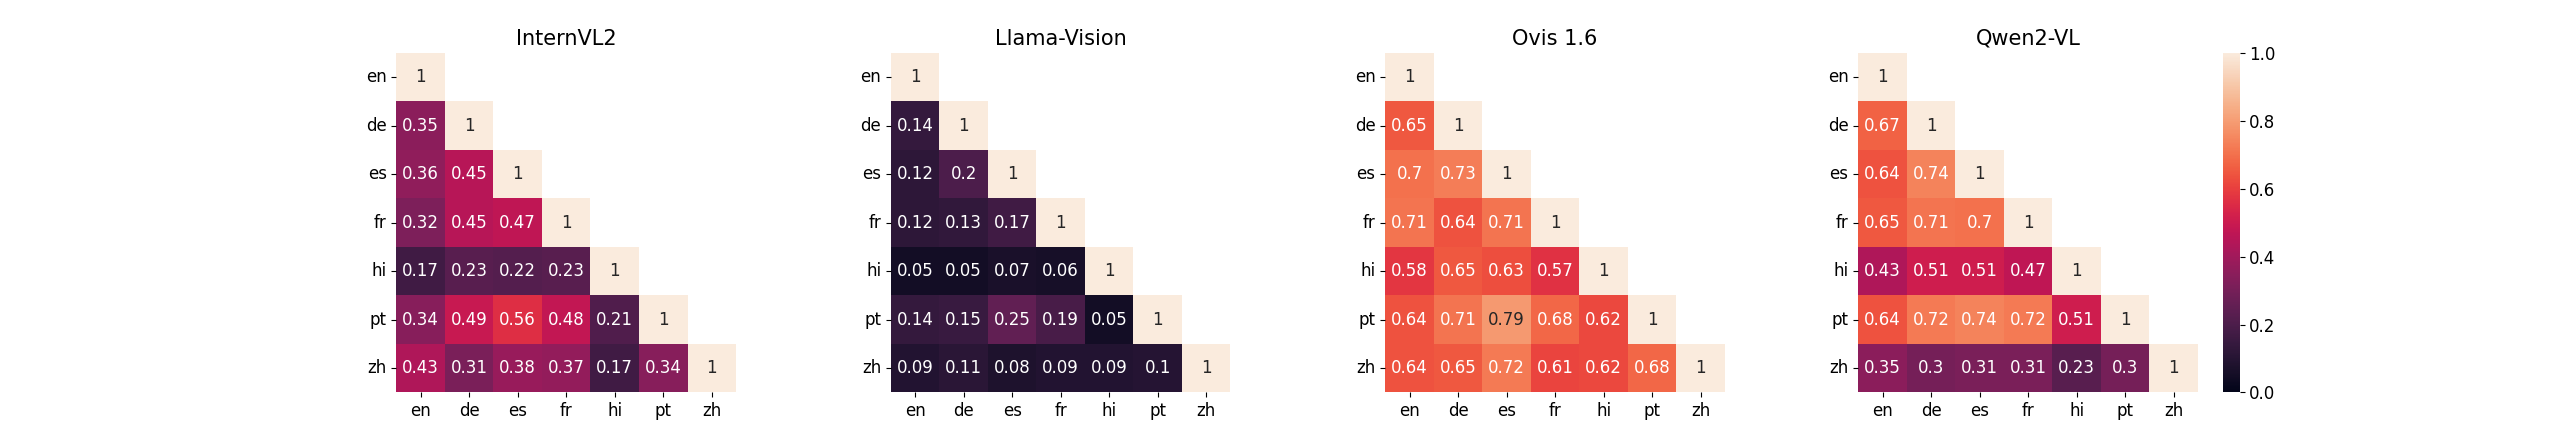 InternVL2
en 1
de 0.35 1
es 0.36 0.45 1
fr 0.32 0.45 0.47 1
hi 0.17 0.23 0.22 0.23 1
pt 0.34 0.49 0.56 0.48 0.21 1
zh 0.43 0.31 0.38 0.37 0.17 0.34 1
en de es fr hi pt zh
Llama-Vision
en 1
de 0.14 1
es 0.12 0.2 1
fr 0.12 0.13 0.17 1
hi 0.05 0.05 0.07 0.06 1
pt 0.14 0.15 0.25 0.19 0.05 1
zh 0.09 0.11 0.08 0.09 0.09 0.1 1
en de es fr hi pt zh
Ovis 1.6
en 1
de 0.65 1
es 0.7 0.73 1
fr 0.71 0.64 0.71 1
hi 0.58 0.65 0.63 0.57 1
pt 0.64 0.71 0.79 0.68 0.62 1
zh 0.64 0.65 0.72 0.61 0.62 0.68 1
en de es fr hi pt zh
Qwen2-VL
en 1
de 0.67 1
es 0.64 0.74 1
fr 0.65 0.71 0.7 1
hi 0.43 0.51 0.51 0.47 1
pt 0.64 0.72 0.74 0.72 0.51 1
zh 0.35 0.3 0.31 0.31 0.23 0.3 1
en de es fr hi pt zh
1.0
0.8
0.6
0.4
0.2
0.0